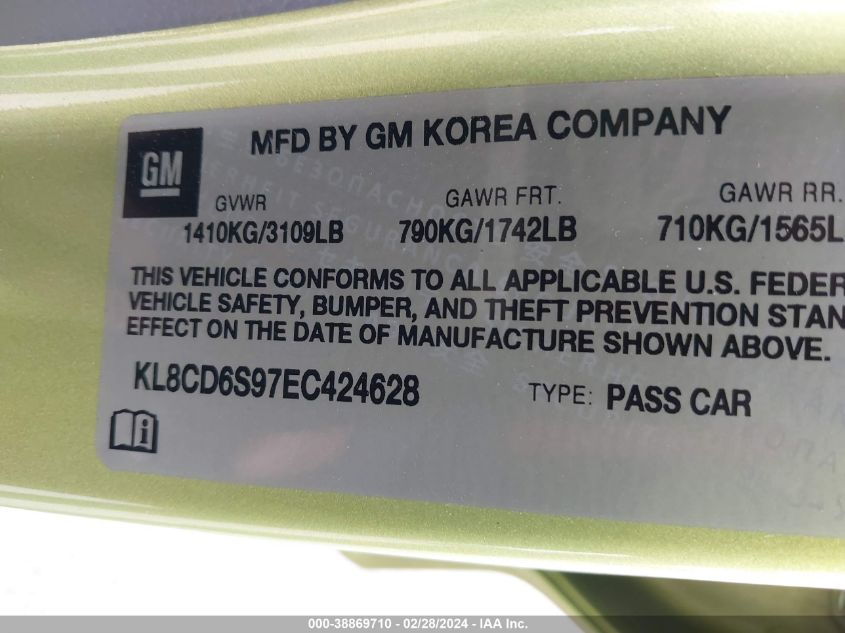 MFD BY GM KOREA COMPANY
GM
GVWR GAWR FRT. GAWR RR.
1410KG/3109LB 790KG/1742LB 710KG/1565L
THIS VEHICLE CONFORMS TO ALL APPLICABLE U.S. FEDER
VEHICLE SAFETY, BUMPER, AND THEFT PREVENTION STAN
EFFECT ON THE DATE OF MANUFACTURE SHOWN ABOVE.
KL8CD6S97EC424628 TYPE: PASS CAR
000-38869710 - 02/28/2024 - IAA Inc.